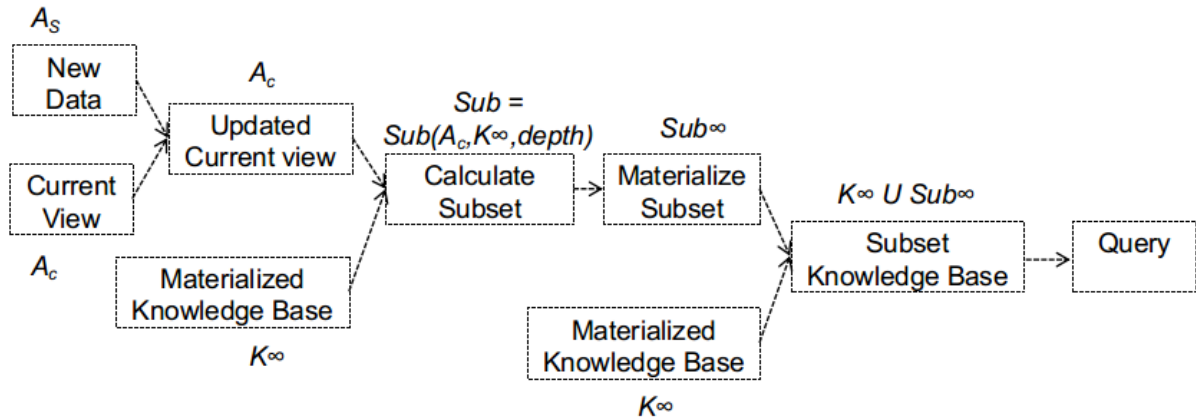 A_S
New
Data
A_c
Updated
Current view
Current
View
A_c
Materialized
Knowledge Base
K∞
Sub =
Sub(A_c,K∞,depth)
Calculate
Subset
Sub∞
Materialize
Subset
Materialized
Knowledge Base
K∞
K∞ U Sub∞
Subset
Knowledge Base
Query